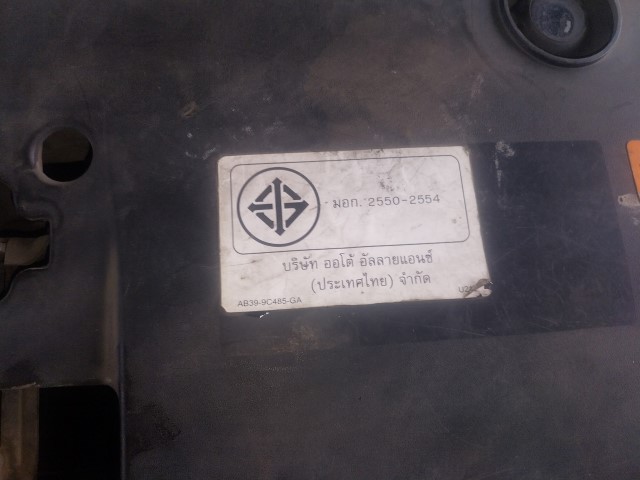 มอก. 2550-2554
บริษัท ออโต้ อัลลายแอนซ์
(ประเทศไทย) จำกัด
AB39-9C485-GA